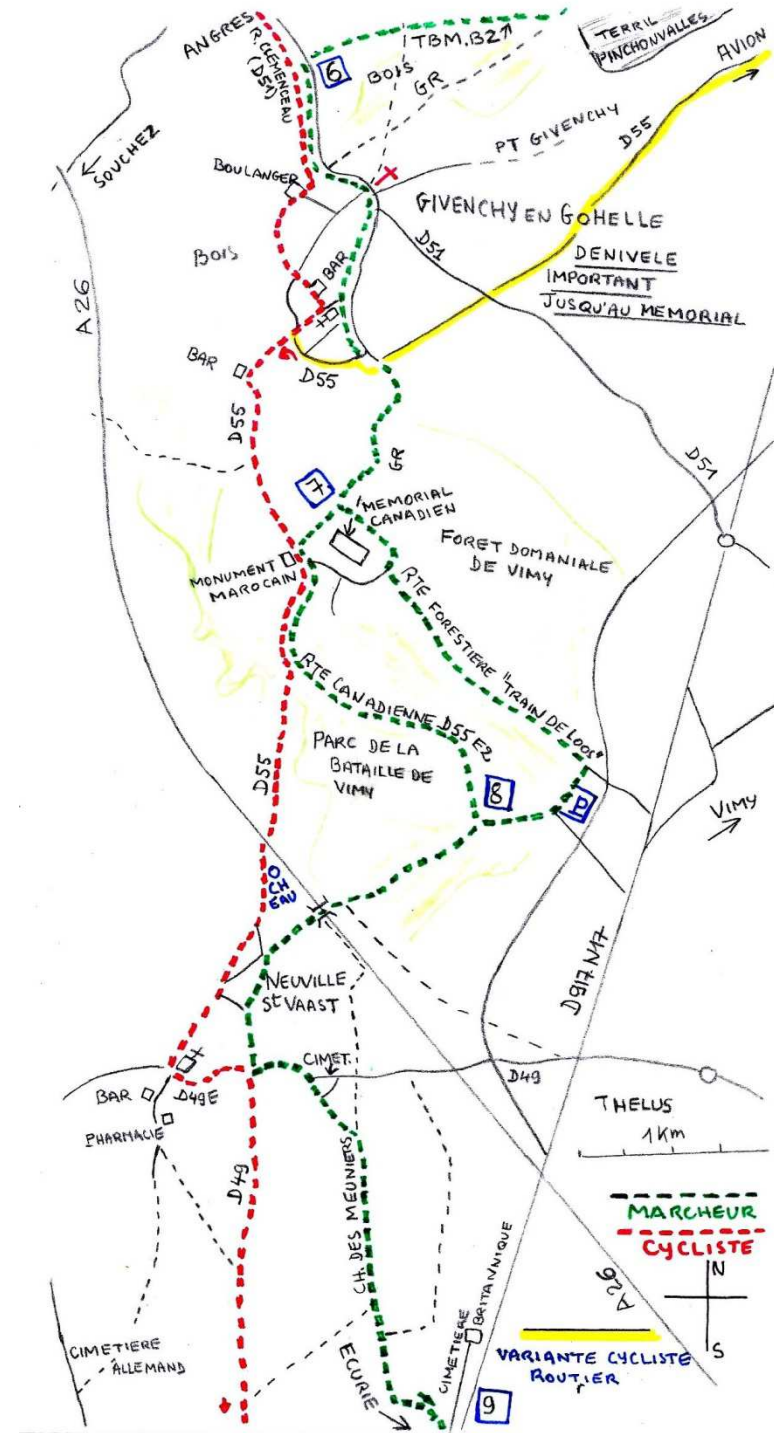 ANGRES
R. CLEMENCEAU
(D51)
6
TBM.B2↑
BOIS
GR
TERRIL
PINCHONVALLES
AVION
SOUCHEZ
BOULANGER
PT GIVENCHY
D55
GIVENCHY EN GOHELLE
BOIS
BAR
D51
DENIVELE
IMPORTANT
JUSQU'AU MEMORIAL
A26
BAR
D55
D55
GR
D51
7
MEMORIAL
CANADIEN
MONUMENT
MAROCAIN
FORET DOMANIALE
DE VIMY
RTE FORESTIERE "TRAIN DE LOOS"
RTE CANADIENNE D55E2
PARC DE LA
BATAILLE DE
VIMY
D55
8
P
VIMY
CH
EAU
D917 N17
NEUVILLE
St VAAST
CIMET.
BAR
D49E
D49
PHARMACIE
THELUS
1Km
D49
CH. DES MEUNIERS
MARCHEUR
CYCLISTE
A26
N
S
CIMETIERE
ALLEMAND
ECURIE
CIMETIERE
BRITANNIQUE
9
VARIANTE CYCLISTE
ROUTIER